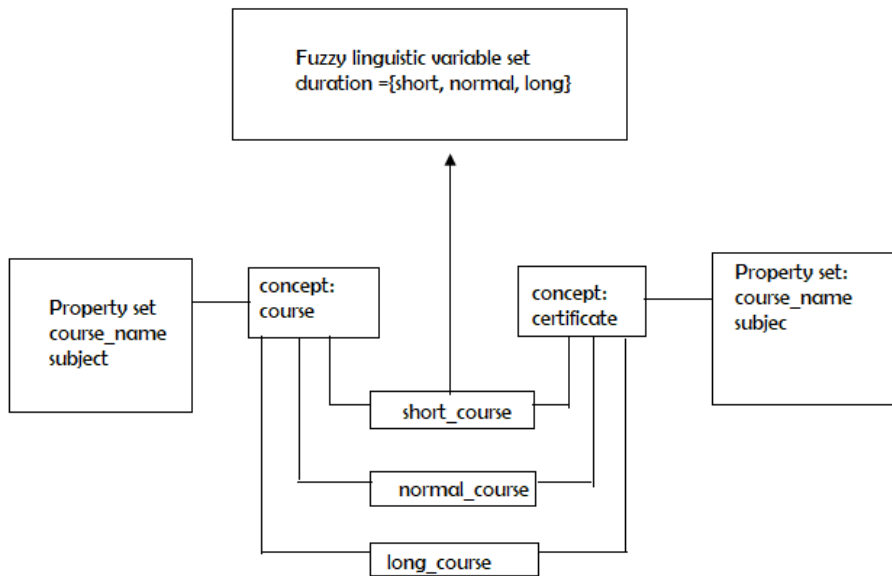 Fuzzy linguistic variable set
duration ={short, normal, long}
Property set
course_name
subject
concept:
course
concept:
certificate
Property set:
course_name
subjec
short_course
normal_course
long_course